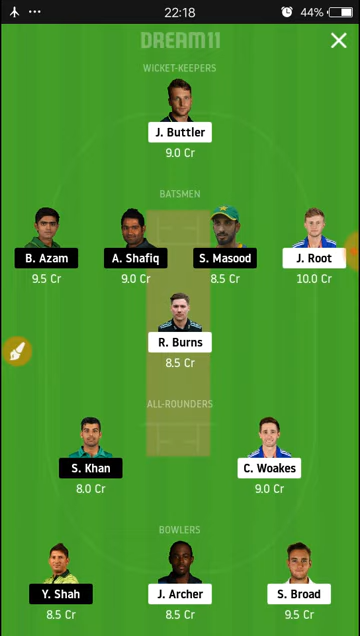 22:18
44%
DREAM11
WICKET-KEEPERS
J. Buttler
9.0 Cr
BATSMEN
B. Azam A. Shafiq S. Masood J. Root
9.5 Cr 9.0 Cr 8.5 Cr 10.0 Cr
R. Burns
8.5 Cr
ALL-ROUNDERS
S. Khan C. Woakes
8.0 Cr 9.0 Cr
BOWLERS
Y. Shah J. Archer S. Broad
8.5 Cr 8.5 Cr 9.5 Cr